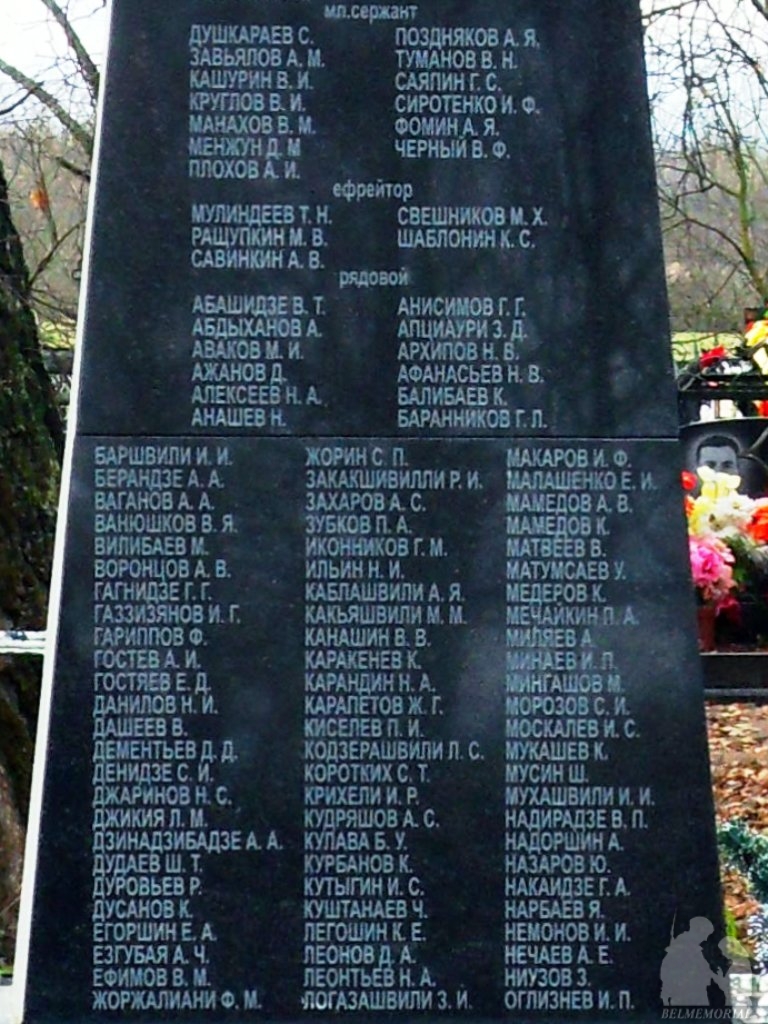 мл.сержант
ДУШКАРАЕВ С.
ЗАВЬЯЛОВ А. М.
КАШУРИН В. И.
КРУГЛОВ В. И.
МАНАХОВ В. М.
МЕНЖУН Д. М
ПЛОХОВ А. И.
ПОЗДНЯКОВ А. Я.
ТУМАНОВ В. Н.
САЯПИН Г. С.
СИРОТЕНКО И. Ф.
ФОМИН А. Я.
ЧЕРНЫЙ В. Ф.
ефрейтор
МУЛИНДЕЕВ Т. Н.
РАЩУПКИН М. В.
САВИНКИН А. В.
СВЕШНИКОВ М. Х.
ШАБЛОНИН К. С.
рядовой
АБАШИДЗЕ В. Т.
АБДЫХАНОВ А.
АВАКОВ М. И.
АЖАНОВ Д.
АЛЕКСЕЕВ Н. А.
АНАШЕВ Н.
АНИСИМОВ Г. Г.
АПЦИАУРИ З. Д.
АРХИПОВ Н. В.
АФАНАСЬЕВ Н. В.
БАЛИБАЕВ К.
БАРАННИКОВ Г. Л.
БАРШВИЛИ И. И.
БЕРАНДЗЕ А. А.
ВАГАНОВ А. А.
ВАНЮШКОВ В. Я.
ВИЛИБАЕВ М.
ВОРОНЦОВ А. В.
ГАГНИДЗЕ Г. Г.
ГАЗЗИЗЯНОВ И. Г.
ГАРИППОВ Ф.
ГОСТЕВ А. И.
ГОСТЯЕВ Е. Д.
ДАНИЛОВ Н. И.
ДАШЕЕВ В.
ДЕМЕНТЬЕВ Д. Д.
ДЕНИДЗЕ С. И.
ДЖАРИНОВ Н. С.
ДЖИКИЯ Л. М.
ДЗИНАДЗИБАДЗЕ А. А.
ДУДАЕВ Ш. Т.
ДУРОВЬЕВ Р.
ДУСАНОВ К.
ЕГОРШИН Е. А.
ЕЗГУБАЯ А. Ч.
ЕФИМОВ В. М.
ЖОРЖАЛИАНИ Ф. М.
ЖОРИН С. П.
ЗАКАКШИВИЛЛИ Р. И.
ЗАХАРОВ А. С.
ЗУБКОВ П. А.
ИКОННИКОВ Г. М.
ИЛЬИН Н. И.
КАБЛАШВИЛИ А. Я.
КАКЬЯШВИЛИ М. М.
КАНАШИН В. В.
КАРАКЕНЕВ К.
КАРАНДИН Н. А.
КАРАПЕТОВ Ж. Г.
КИСЕЛЕВ П. И.
КОДЗЕРАШВИЛИ Л. С.
КОРОТКИХ С. Т.
КРИХЕЛИ И. Р.
КУДРЯШОВ А. С.
КУЛАВА Б. У.
КУРБАНОВ К.
КУТЫГИН И. С.
КУШТАНАЕВ Ч.
ЛЕГОШИН К. Е.
ЛЕОНОВ Д. А.
ЛЕОНТЬЕВ Н. А.
ЛОГАЗАШВИЛИ З. И.
МАКАРОВ И. Ф.
МАЛАШЕНКО Е. И.
МАМЕДОВ А. В.
МАМЕДОВ К.
МАТВЕЕВ В.
МАТУМСАЕВ У.
МЕДЕРОВ К.
МЕЧАЙКИН П. А.
МИЛЯЕВ А.
МИНАЕВ И. П.
МИНГАШОВ М.
МОРОЗОВ С. И.
МОСКАЛЕВ И. С.
МУКАШЕВ К.
МУСИН Ш.
МУХАШВИЛИ И. И.
НАДИРАДЗЕ В. П.
НАДОРШИН А.
НАЗАРОВ Ю.
НАКАИДЗЕ Г. А.
НАРБАЕВ Я.
НЕМОНОВ И. И.
НЕЧАЕВ А. Е.
НИУЗОВ З.
ОГЛИЗНЕВ И. П.
BELMEMORIAL